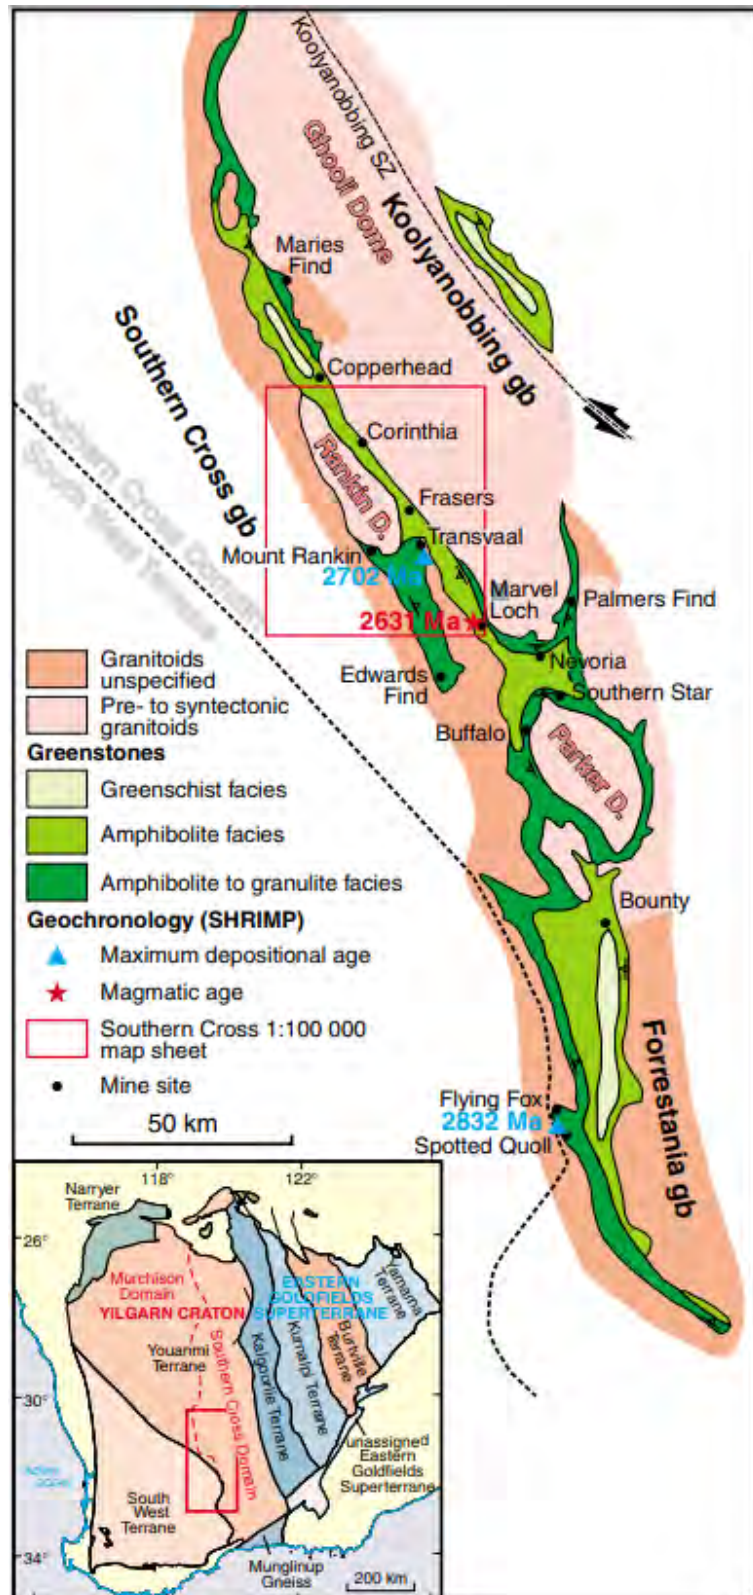 Koolyanobbing SZ
Ghooli Dome
Koolyanobbing gb
Maries
Find
Southern Cross gb
Copperhead
Corinthia
Rankin D.
Frasers
Transvaal
Mount Rankin
2702 Ma
Southern Cross Domain
South West Terrane
Marvel
Loch
2631 Ma
Palmers Find
Nevoria
Edwards
Find
Southern Star
Buffalo
Parker D.
Bounty
Forrestania gb
Flying Fox
2832 Ma
Spotted Quoll
Granitoids
unspecified
Pre- to syntectonic
granitoids
Greenstones
Greenschist facies
Amphibolite facies
Amphibolite to granulite facies
Geochronology (SHRIMP)
Maximum depositional age
Magmatic age
Southern Cross 1:100 000
map sheet
Mine site
50 km
118°
122°
26°
30°
34°
Narryer
Terrane
Murchison
Domain
YILGARN CRATON
EASTERN
GOLDFIELDS
SUPERTERRANE
Youanmi
Terrane
Southern Cross Domain
Kalgoorlie Terrane
Kurnalpi Terrane
Burtville
Terrane
Yamarna
Terrane
unassigned
Eastern
Goldfields
Superterrane
South
West
Terrane
Munglinup
Gneiss
200 km